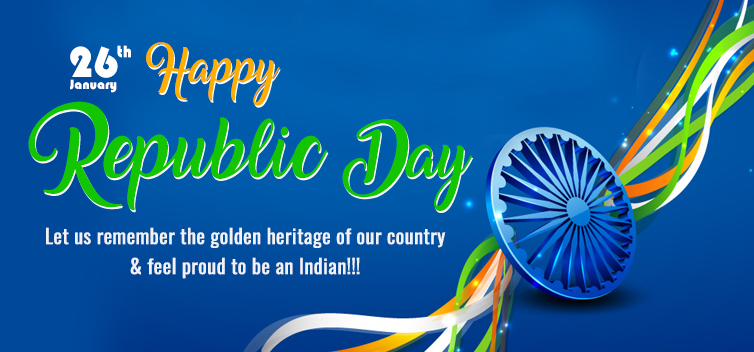 26th January
Happy
Republic Day
Let us remember the golden heritage of our country
& feel proud to be an Indian!!!